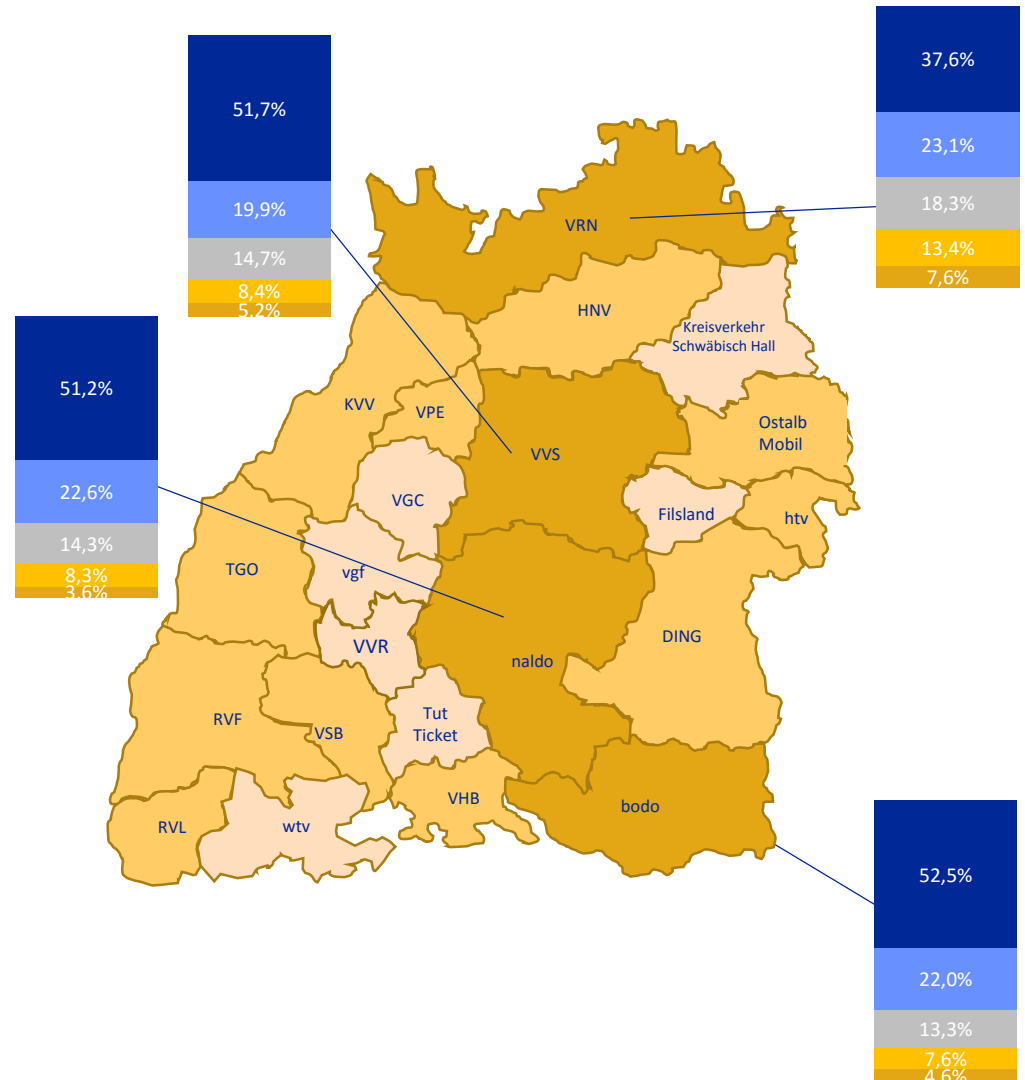 37,6%
23,1%
18,3%
13,4%
7,6%
51,7%
19,9%
14,7%
8,4%
5,2%
51,2%
22,6%
14,3%
8,3%
3,6%
VRN
HNV
Kreisverkehr
Schwäbisch Hall
KVV
VPE
VVS
Ostalb
Mobil
VGC
Filsland
htv
TGO
vgf
VVR
naldo
DING
RVF
VSB
Tut
Ticket
RVL
wtv
VHB
bodo
52,5%
22,0%
13,3%
7,6%
4,6%